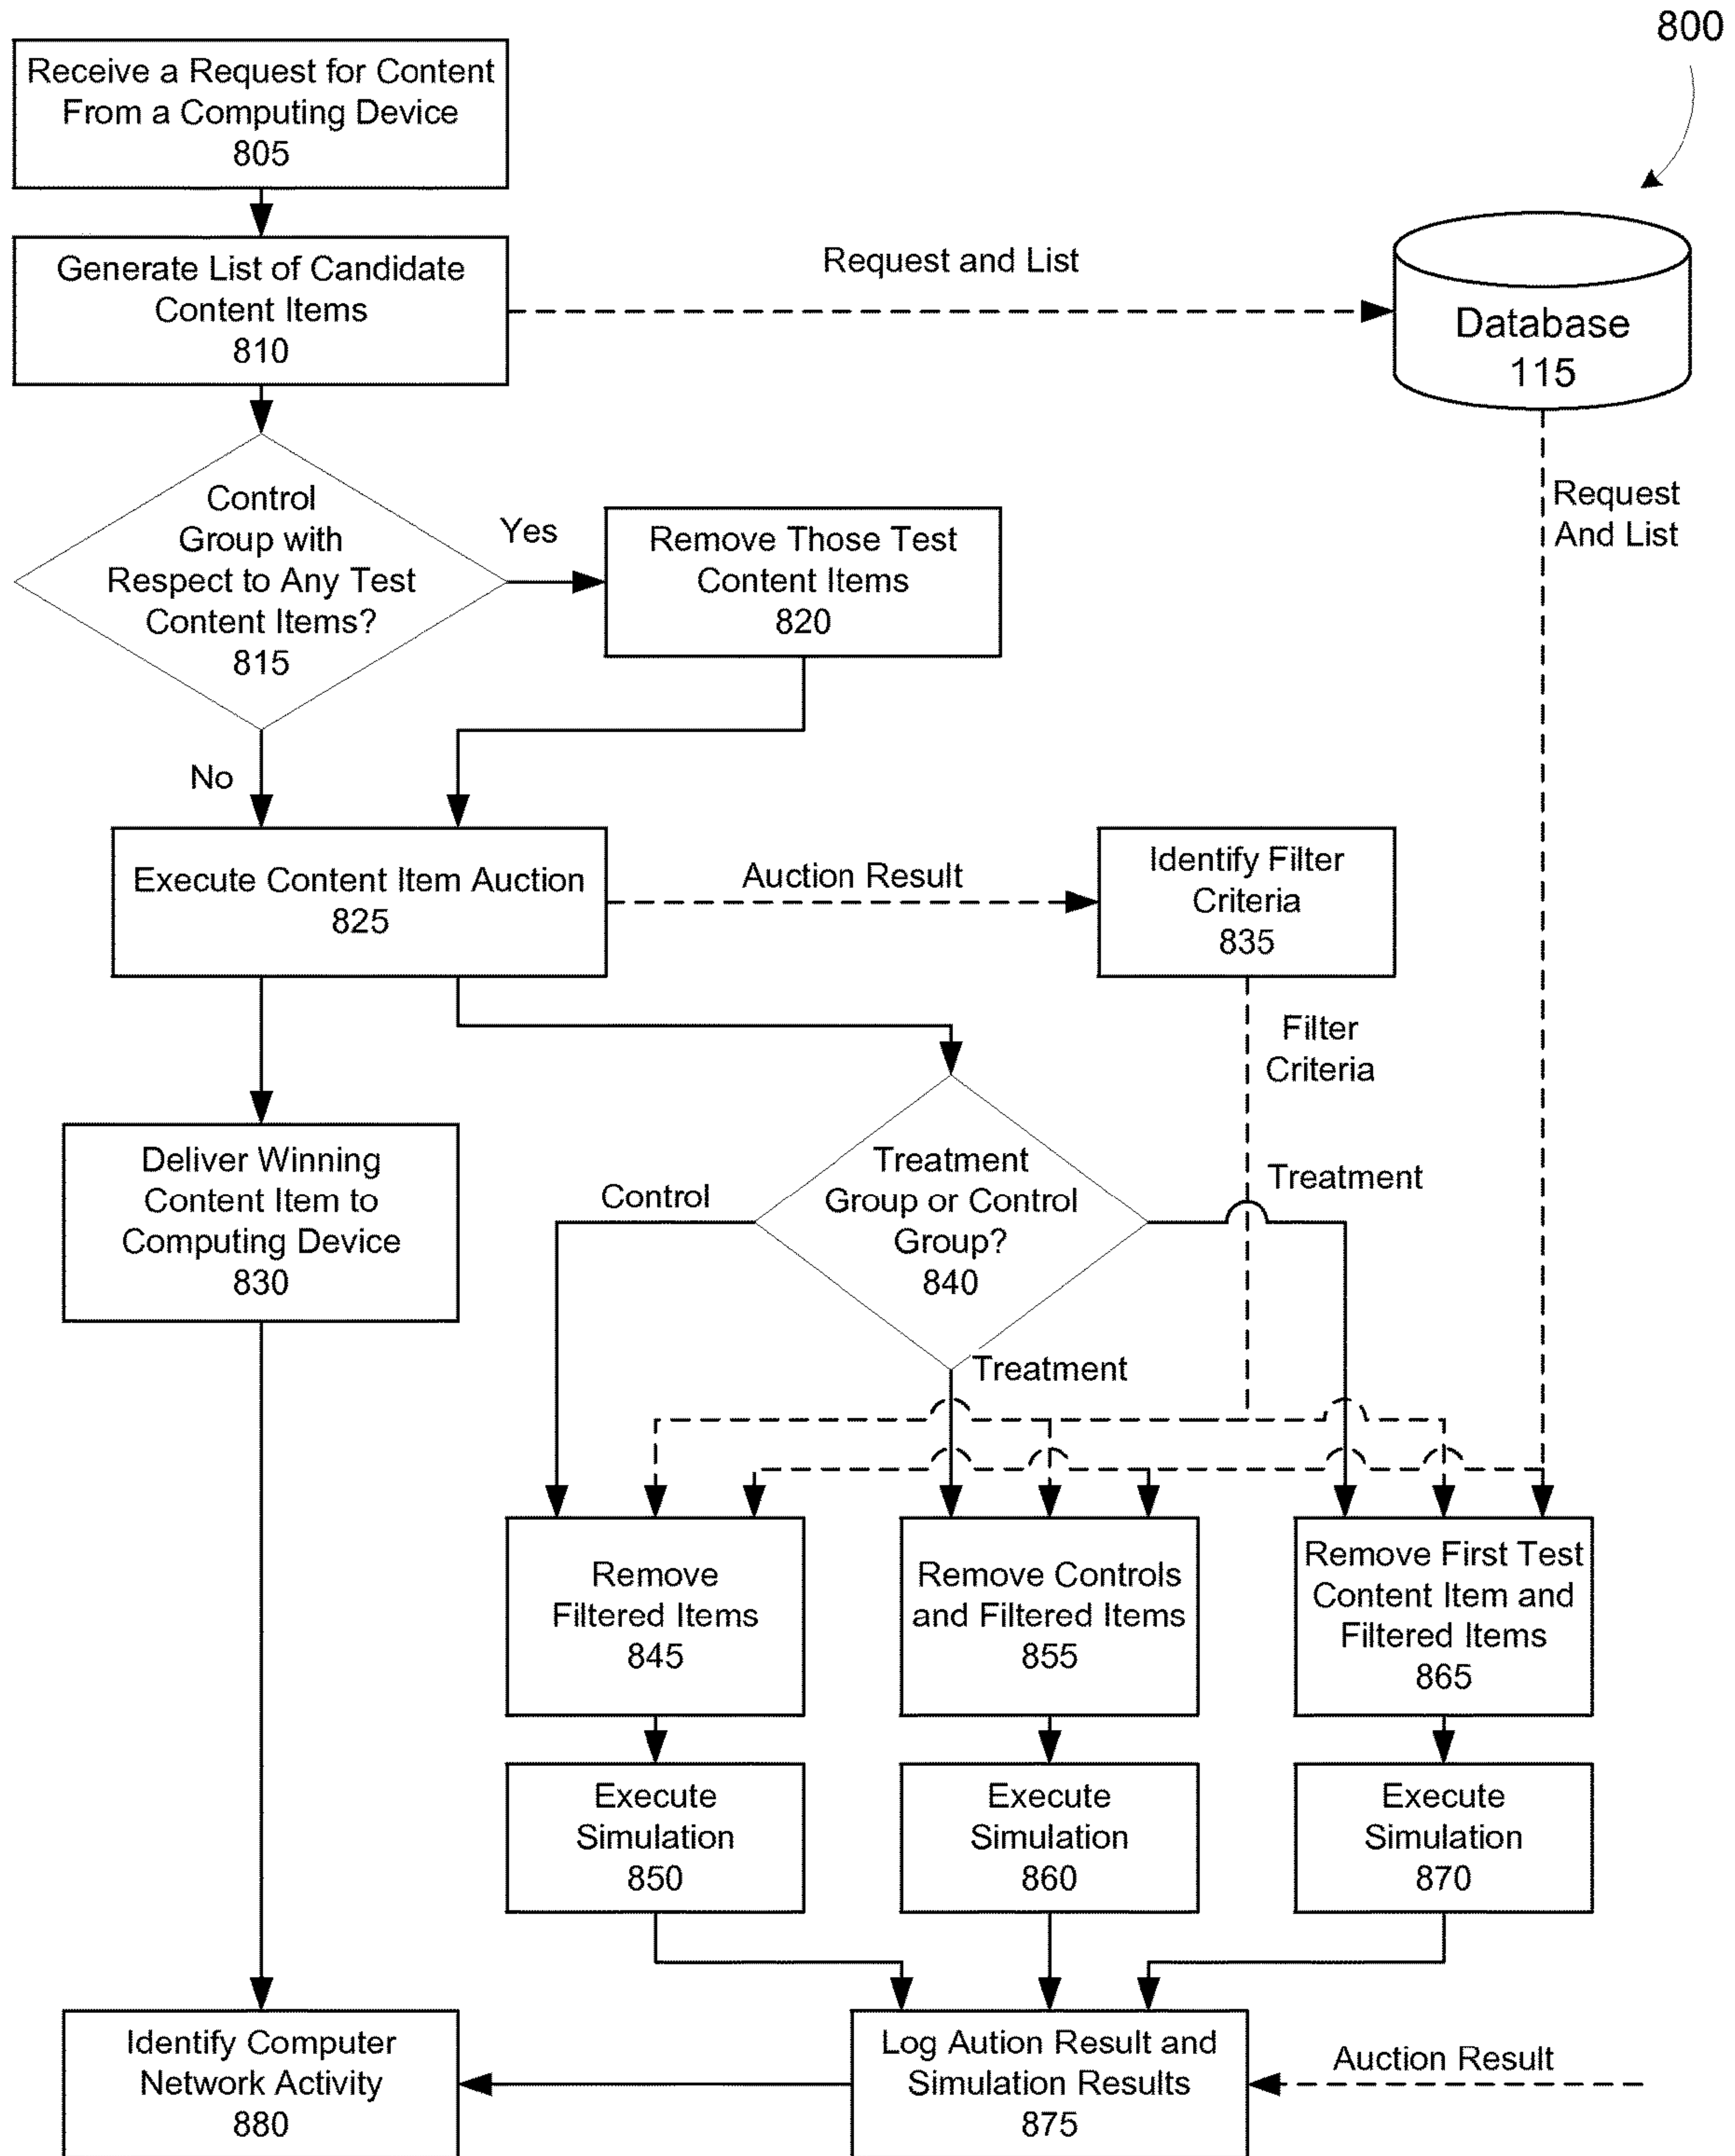 800
Receive a Request for Content
From a Computing Device
805
Generate List of Candidate
Content Items
810
Request and List
Database
115
Request
And List
Control
Group with
Respect to Any Test
Content Items?
815
Yes
Remove Those Test
Content Items
820
No
Execute Content Item Auction
825
Auction Result
Identify Filter
Criteria
835
Filter
Criteria
Deliver Winning
Content Item to
Computing Device
830
Control
Treatment
Group or Control
Group?
840
Treatment
Treatment
Remove
Filtered Items
845
Remove Controls
and Filtered Items
855
Remove First Test
Content Item and
Filtered Items
865
Execute
Simulation
850
Execute
Simulation
860
Execute
Simulation
870
Identify Computer
Network Activity
880
Log Aution Result and
Simulation Results
875
Auction Result